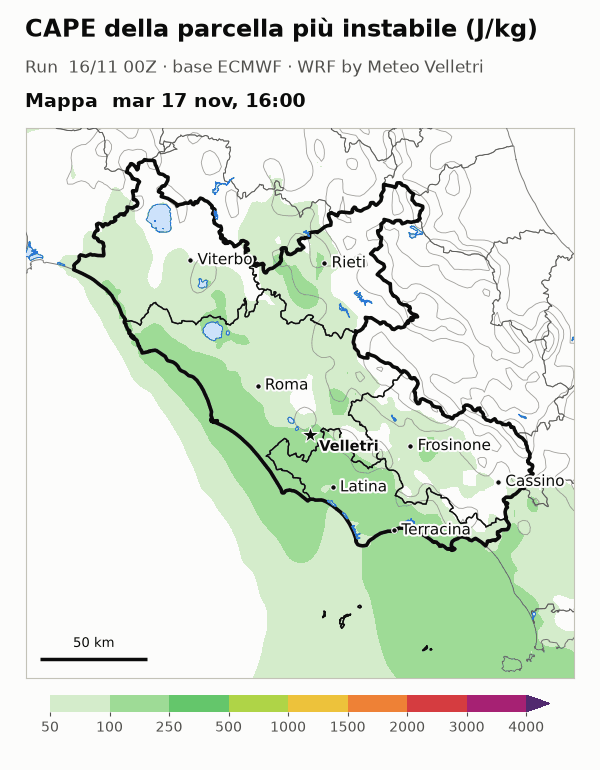 CAPE della parcella più instabile (J/kg)
Run  16/11 00Z · base ECMWF · WRF by Meteo Velletri
Mappa  mar 17 nov, 16:00
Viterbo
Rieti
Roma
Velletri
Frosinone
Cassino
Latina
Terracina
50 km
50 100 250 500 1000 1500 2000 3000 4000